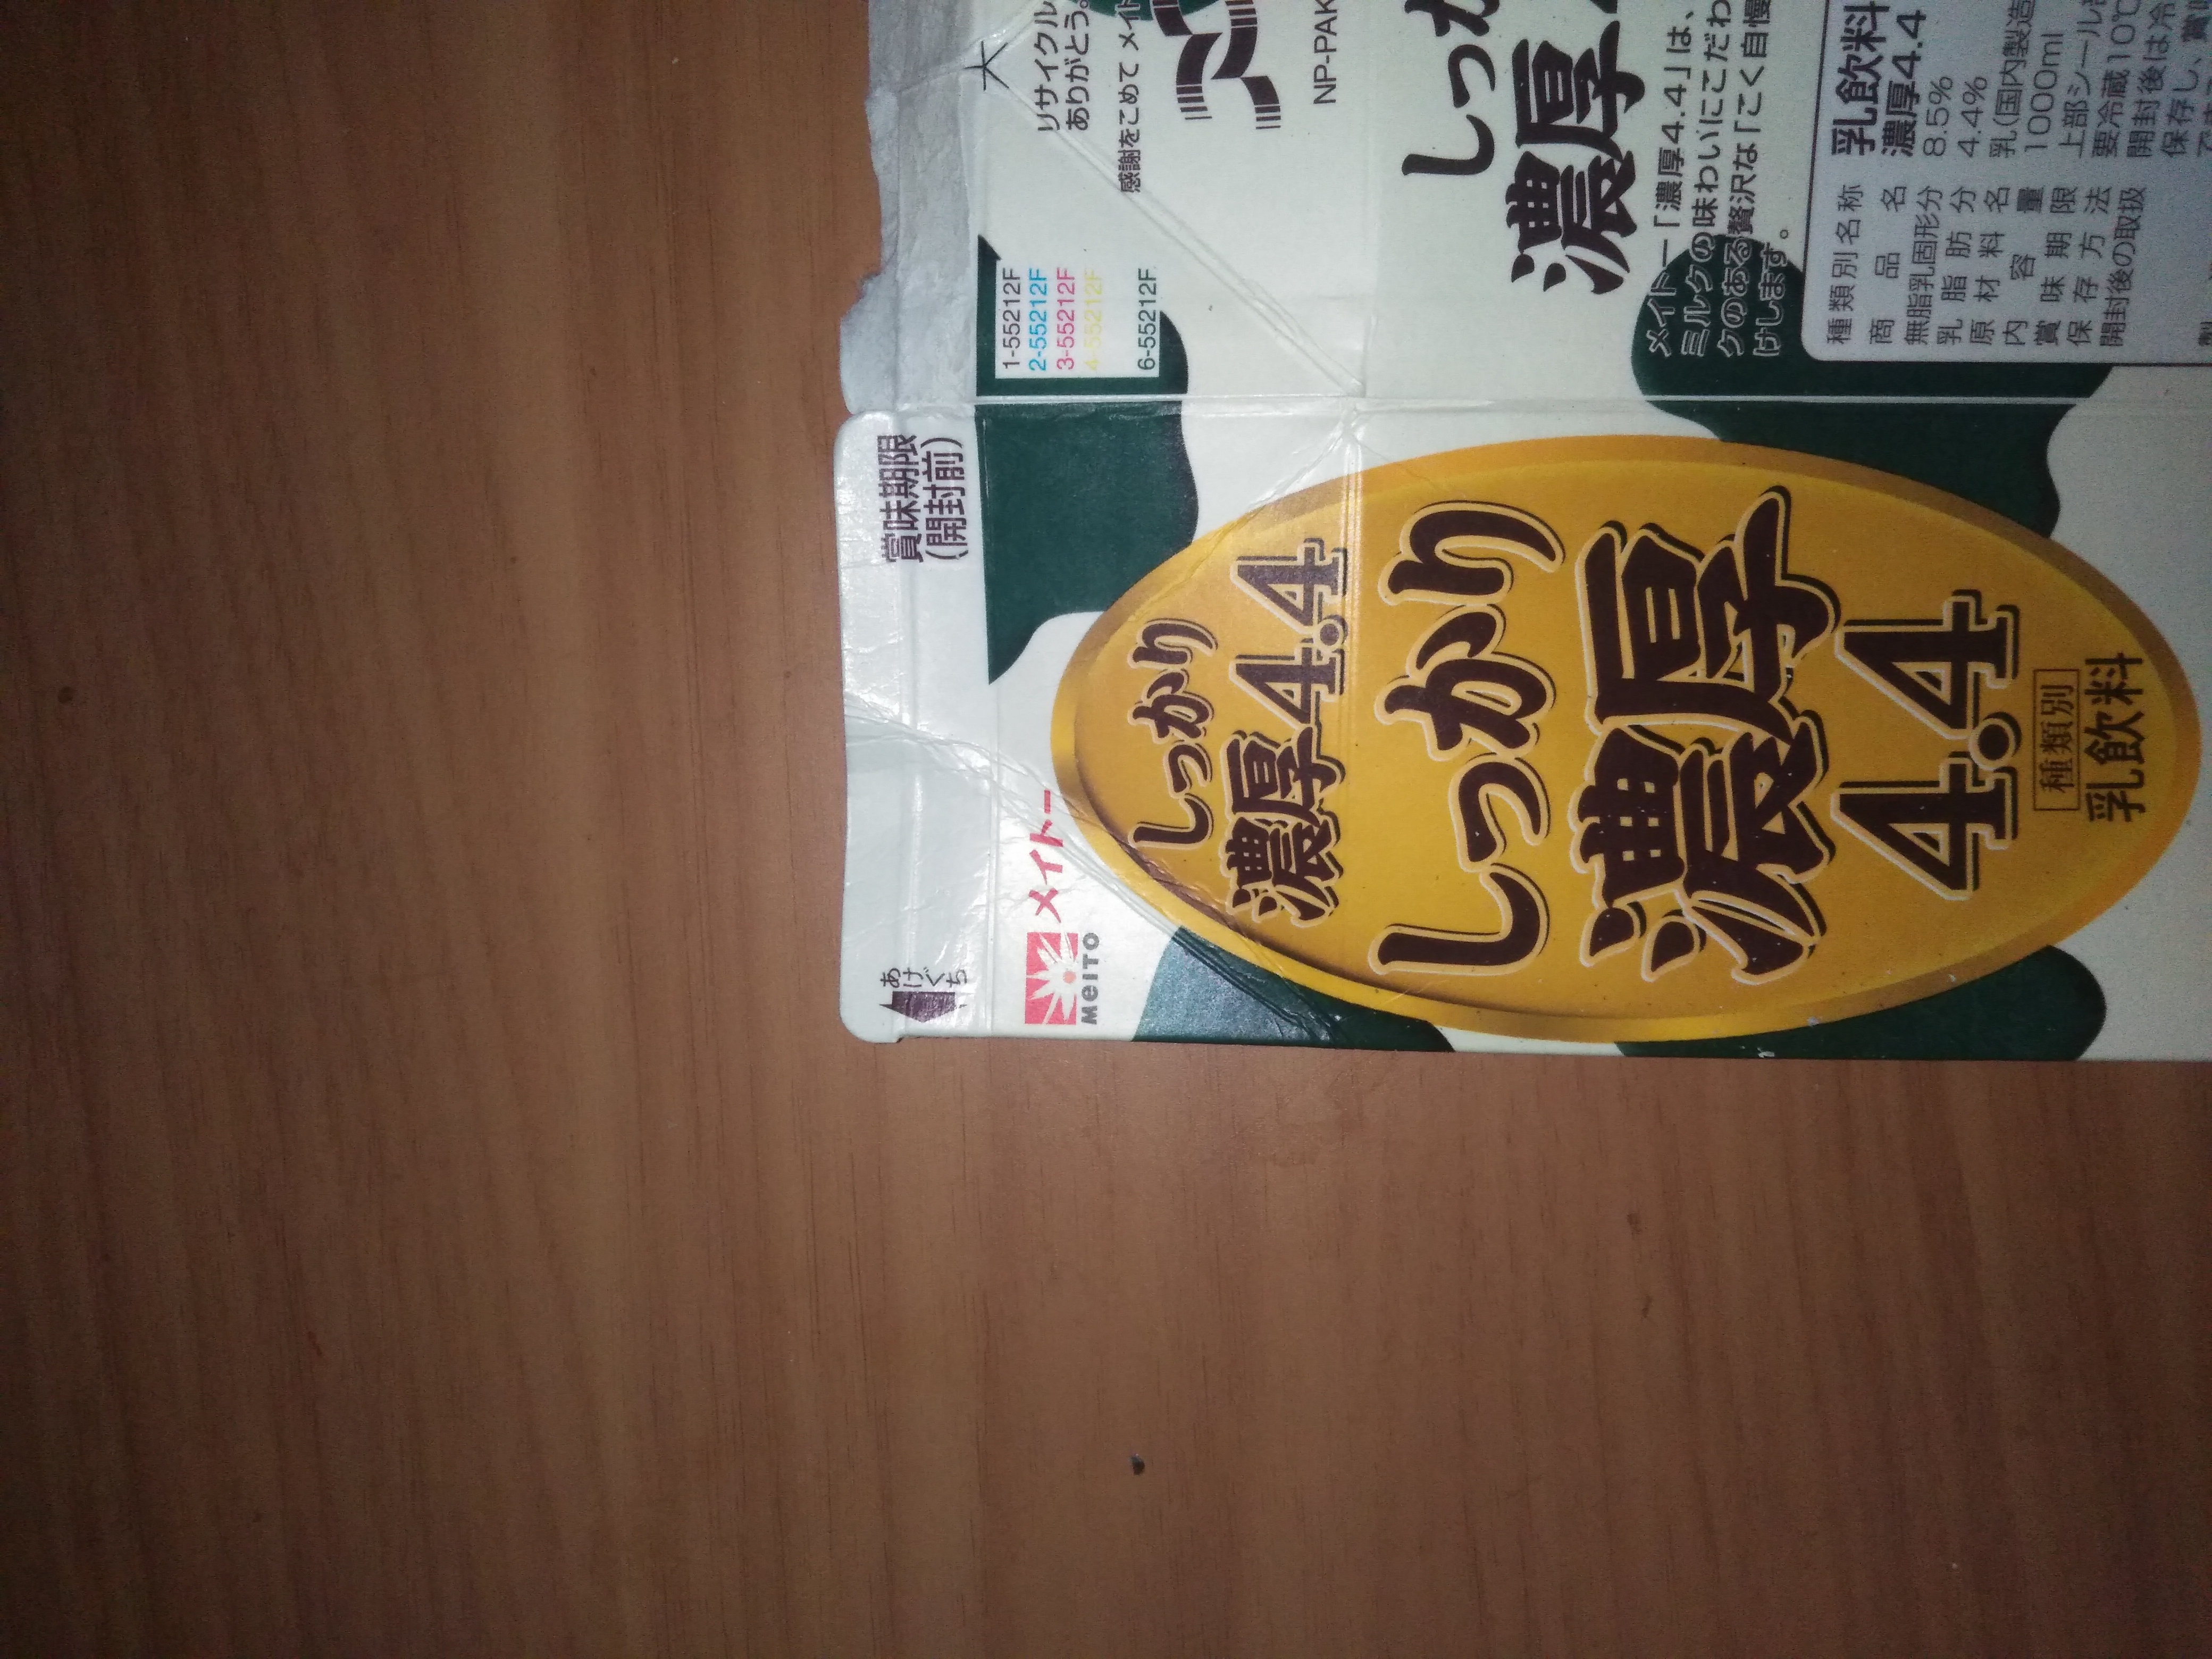 賞味期限
(開封前)
あけぐち
MEITO
メイトー
しっかり
濃厚4.4
しっかり
濃厚
4.4
種類別
乳飲料
1-55212F
2-55212F
3-55212F
4-55212F
6-55212F
リサイクル
ありがとう。
感謝をこめて メイト
NP-PAK
しっか
濃厚
メイトー「濃厚4.4」は、
ミルクの味わいにこだわ
クのある贅沢な「こく自慢
けします。
種類別名称 乳飲料
商品名 濃厚4.4
無脂乳固形分 8.5%
乳脂肪分 4.4%
原材料名 乳(国内製造
内容量 1000ml
賞味期限 上部シール
保存方法 要冷蔵10℃
開封後の取扱 開封後は冷
保存し、賞味